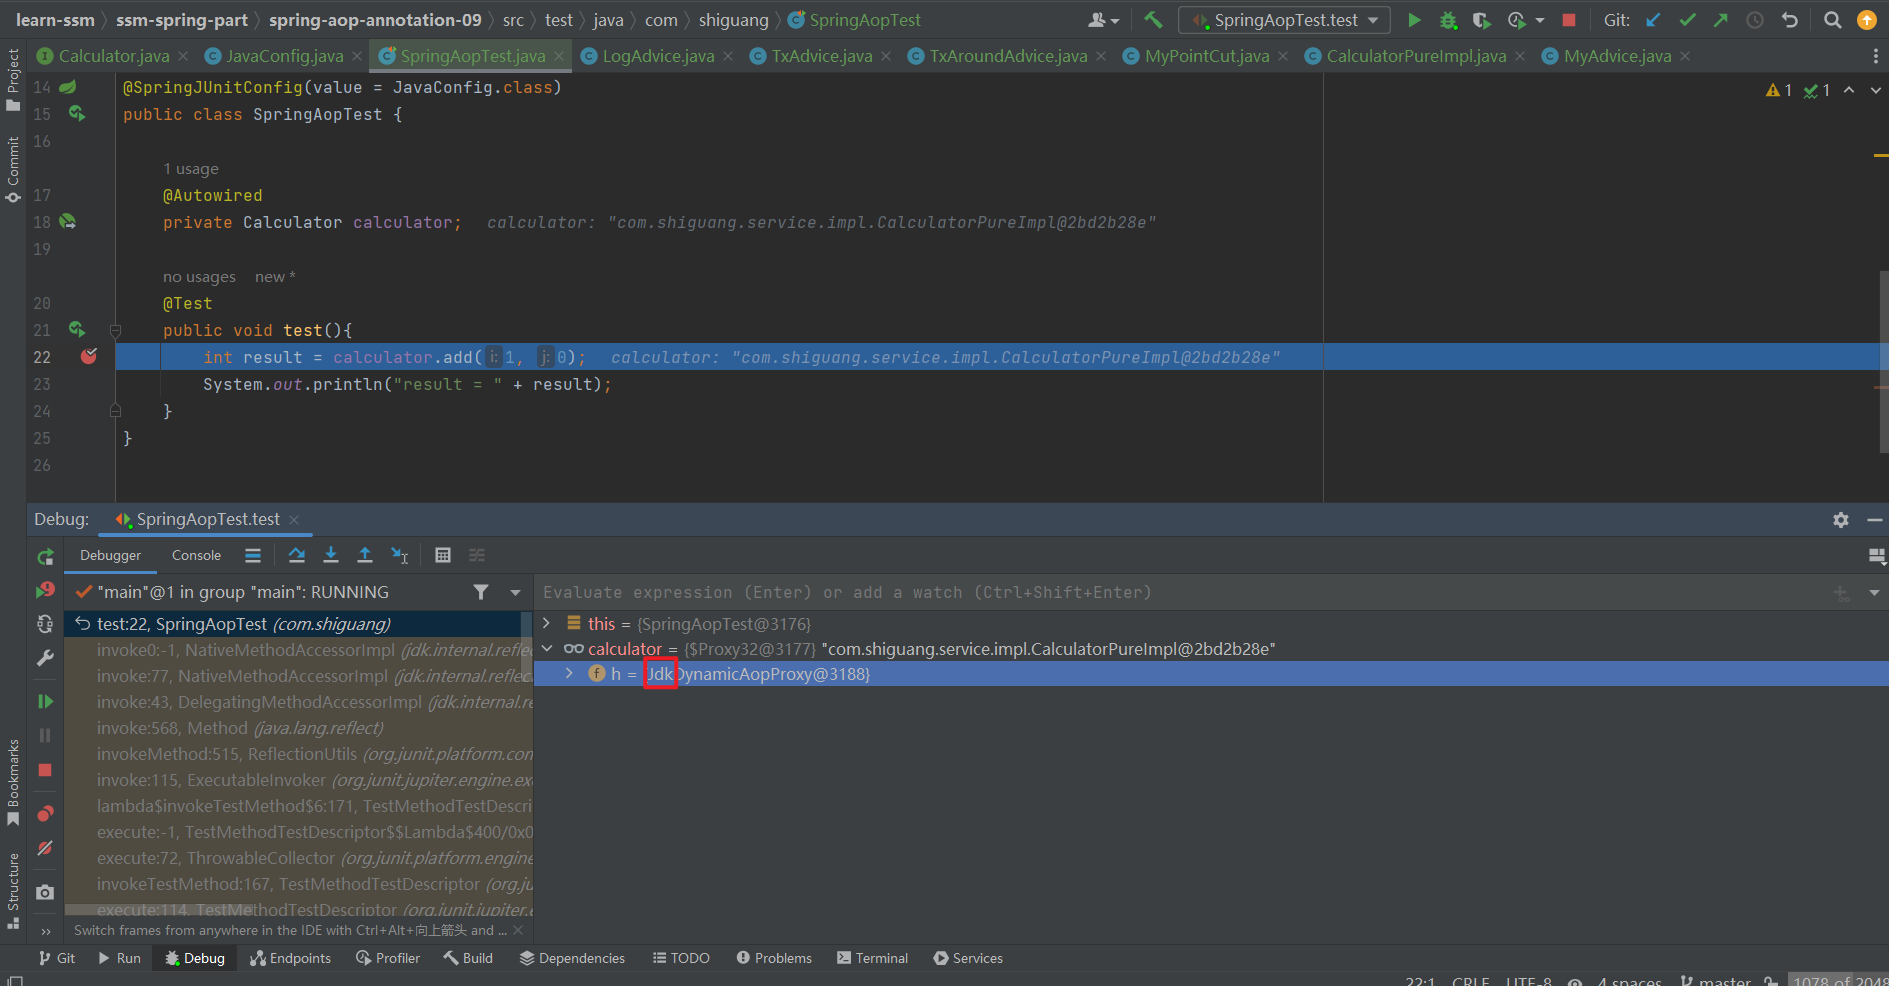 learn-ssm › ssm-spring-part › spring-aop-annotation-09 › src › test › java › com › shiguang › SpringAopTest SpringAopTest.test Git:
Calculator.java JavaConfig.java SpringAopTest.java LogAdvice.java TxAdvice.java TxAroundAdvice.java MyPointCut.java CalculatorPureImpl.java MyAdvice.java
Project
Commit
Bookmarks
Structure
14 @SpringJUnitConfig(value = JavaConfig.class)
1 1
15 public class SpringAopTest {
16
1 usage
17 @Autowired
18 private Calculator calculator; calculator: "com.shiguang.service.impl.CalculatorPureImpl@2bd2b28e"
19
no usages new *
20 @Test
21 public void test(){
22 int result = calculator.add( i: 1, j: 0); calculator: "com.shiguang.service.impl.CalculatorPureImpl@2bd2b28e"
23 System.out.println("result = " + result);
24 }
25 }
26
Debug: SpringAopTest.test
Debugger Console
"main"@1 in group "main": RUNNING
Evaluate expression (Enter) or add a watch (Ctrl+Shift+Enter)
test:22, SpringAopTest (com.shiguang)
invoke0:-1, NativeMethodAccessorImpl (jdk.internal.refle
invoke:77, NativeMethodAccessorImpl (jdk.internal.reflec
invoke:43, DelegatingMethodAccessorImpl (jdk.internal.re
invoke:568, Method (java.lang.reflect)
invokeMethod:515, ReflectionUtils (org.junit.platform.com
invoke:115, ExecutableInvoker (org.junit.jupiter.engine.exe
lambda$invokeTestMethod$6:171, TestMethodTestDescri
execute:-1, TestMethodTestDescriptor$$Lambda$400/0x0
execute:72, ThrowableCollector (org.junit.platform.engine
invokeTestMethod:167, TestMethodTestDescriptor (org.ju
execute:114, TestMethodTestDescriptor (org.junit.jupiter.e
this = {SpringAopTest@3176}
calculator = {$Proxy32@3177} "com.shiguang.service.impl.CalculatorPureImpl@2bd2b28e"
f h = {JdkDynamicAopProxy@3188}
Switch frames from anywhere in the IDE with Ctrl+Alt+向上箭头 and ...
Git Run Debug Endpoints Profiler Build Dependencies TODO Problems Terminal Services
22:1 CRLF UTF-8 4 spaces master 1078 of 2048